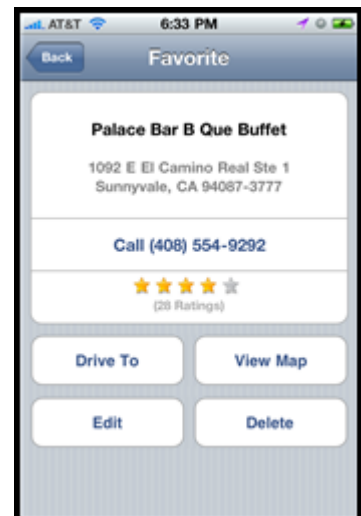 AT&T 6:33 PM
Back Favorite
Palace Bar B Que Buffet
1092 E El Camino Real Ste 1
Sunnyvale, CA 94087-3777
Call (408) 554-9292
(28 Ratings)
Drive To View Map
Edit Delete